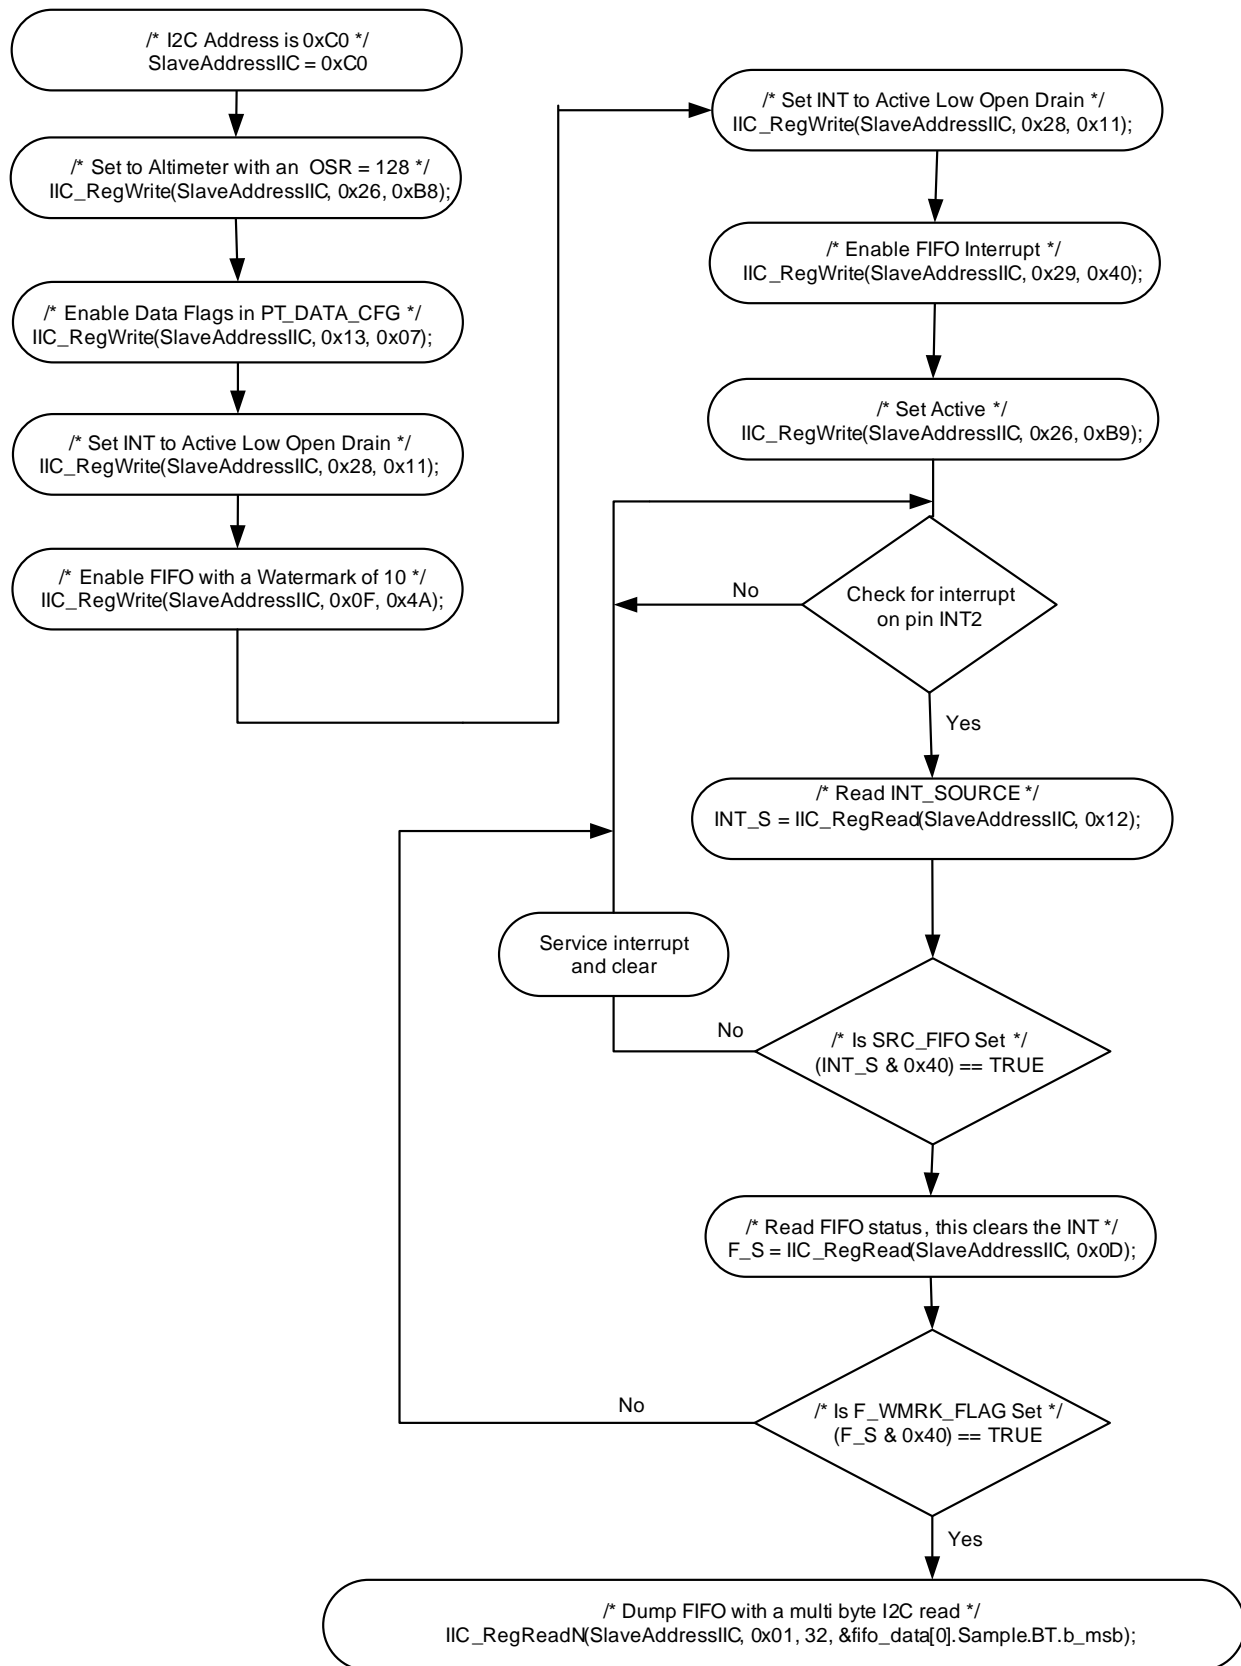 /* I2C Address is 0xC0 */
SlaveAddressIIC = 0xC0
/* Set to Altimeter with an OSR = 128 */
IIC_RegWrite(SlaveAddressIIC, 0x26, 0xB8);
/* Enable Data Flags in PT_DATA_CFG */
IIC_RegWrite(SlaveAddressIIC, 0x13, 0x07);
/* Set INT to Active Low Open Drain */
IIC_RegWrite(SlaveAddressIIC, 0x28, 0x11);
/* Enable FIFO with a Watermark of 10 */
IIC_RegWrite(SlaveAddressIIC, 0x0F, 0x4A);
/* Set INT to Active Low Open Drain */
IIC_RegWrite(SlaveAddressIIC, 0x28, 0x11);
/* Enable FIFO Interrupt */
IIC_RegWrite(SlaveAddressIIC, 0x29, 0x40);
/* Set Active */
IIC_RegWrite(SlaveAddressIIC, 0x26, 0xB9);
Check for interrupt
on pin INT2
No
Yes
/* Read INT_SOURCE */
INT_S = IIC_RegRead(SlaveAddressIIC, 0x12);
Service interrupt
and clear
No
/* Is SRC_FIFO Set */
(INT_S & 0x40) == TRUE
/* Read FIFO status, this clears the INT */
F_S = IIC_RegRead(SlaveAddressIIC, 0x0D);
No
/* Is F_WMRK_FLAG Set */
(F_S & 0x40) == TRUE
Yes
/* Dump FIFO with a multi byte I2C read */
IIC_RegReadN(SlaveAddressIIC, 0x01, 32, &fifo_data[0].Sample.BT.b_msb);